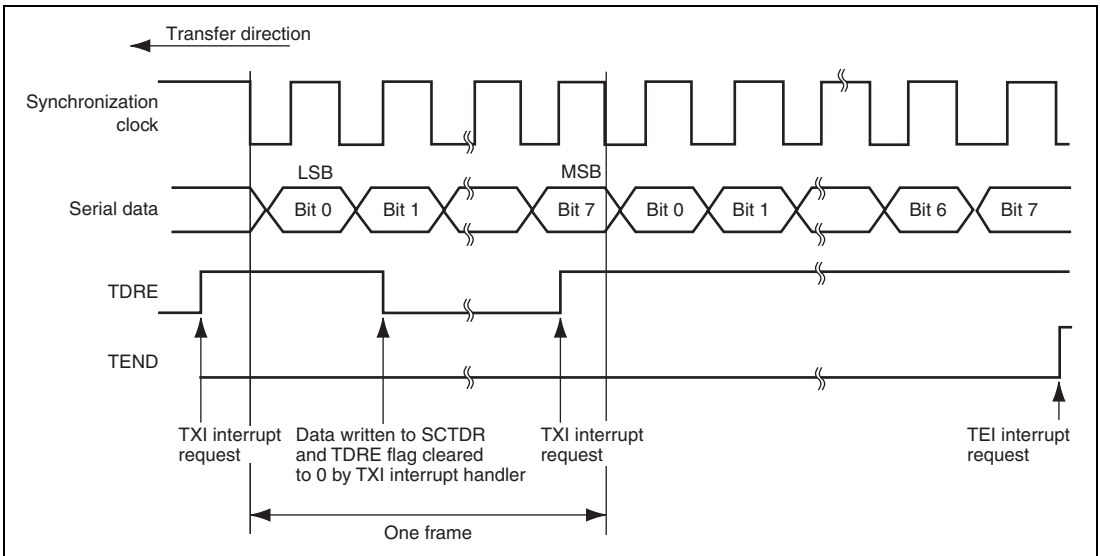 Transfer direction
Synchronization
clock
LSB
MSB
Serial data
Bit 0
Bit 1
Bit 7
Bit 0
Bit 1
Bit 6
Bit 7
TDRE
TEND
TXI interrupt
request
Data written to SCTDR
and TDRE flag cleared
to 0 by TXI interrupt handler
TXI interrupt
request
TEI interrupt
request
One frame